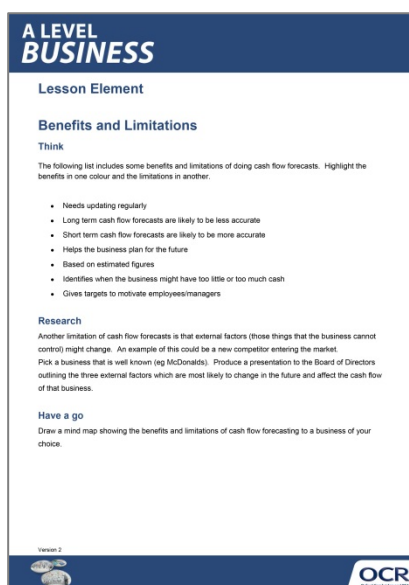 A LEVEL
BUSINESS
Lesson Element
Benefits and Limitations
Think
The following list includes some benefits and limitations of doing cash flow forecasts. Highlight the
benefits in one colour and the limitations in another.
• Needs updating regularly
• Long term cash flow forecasts are likely to be less accurate
• Short term cash flow forecasts are likely to be more accurate
• Helps the business plan for the future
• Based on estimated figures
• Identifies when the business might have too little or too much cash
• Gives targets to motivate employees/managers
Research
Another limitation of cash flow forecasts is that external factors (those things that the business cannot
control) might change. An example of this could be a new competitor entering the market.
Pick a business that is well known (eg McDonalds). Produce a presentation to the Board of Directors
outlining the three external factors which are most likely to change in the future and affect the cash flow
of that business.
Have a go
Draw a mind map showing the benefits and limitations of cash flow forecasting to a business of your
choice.
Version 2
OCR